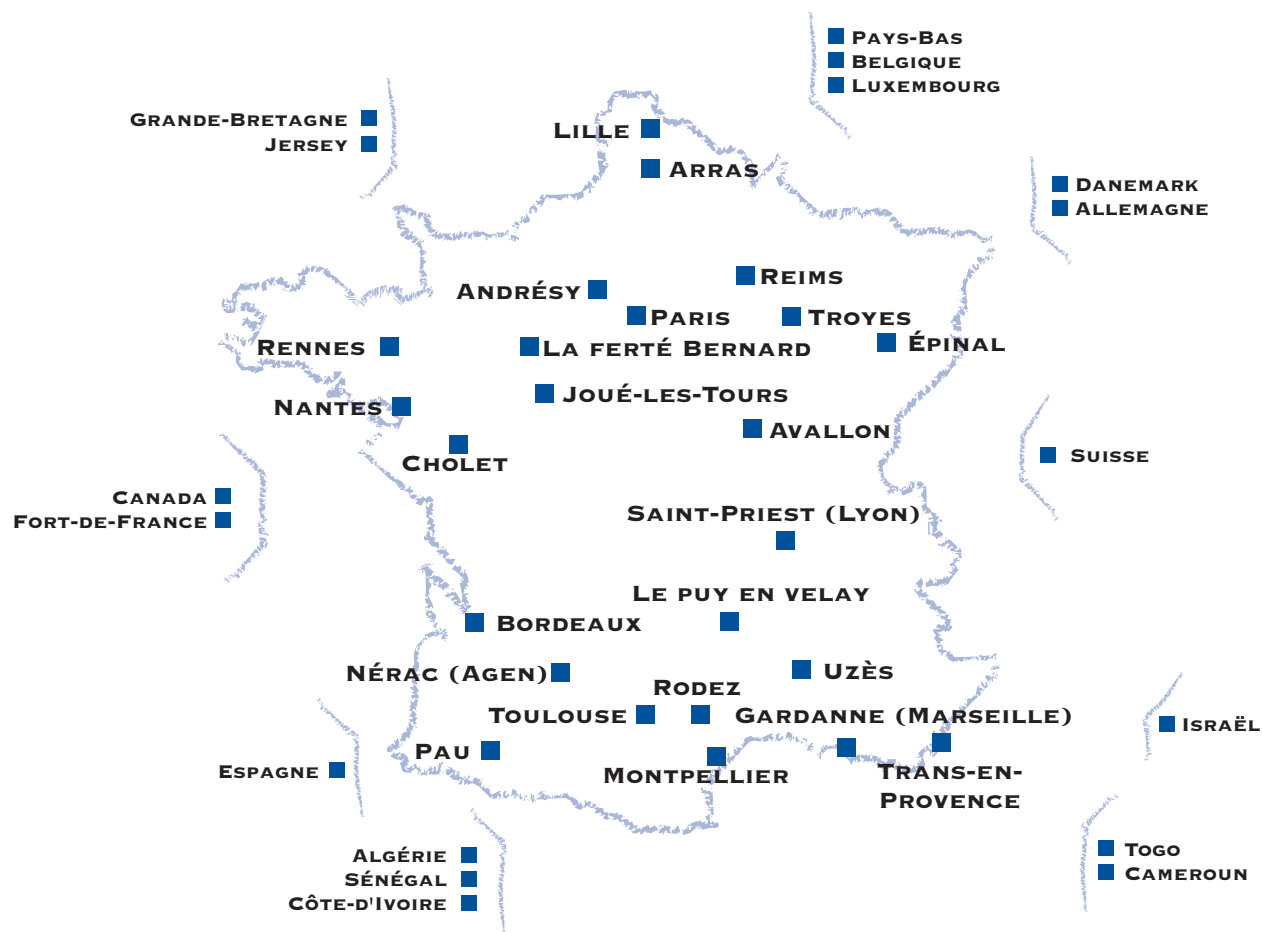 PAYS-BAS
BELGIQUE
LUXEMBOURG
GRANDE-BRETAGNE
JERSEY
LILLE
ARRAS
DANEMARK
ALLEMAGNE
REIMS
ANDRÉSY
PARIS
TROYES
RENNES
LA FERTÉ BERNARD
ÉPINAL
JOUÉ-LES-TOURS
NANTES
AVALLON
CHOLET
SUISSE
CANADA
FORT-DE-FRANCE
SAINT-PRIEST (LYON)
LE PUY EN VELAY
BORDEAUX
NÉRAC (AGEN)
UZÈS
RODEZ
TOULOUSE
GARDANNE (MARSEILLE)
ISRAËL
PAU
ESPAGNE
MONTPELLIER
TRANS-EN-
PROVENCE
ALGÉRIE
SÉNÉGAL
CÔTE-D'IVOIRE
TOGO
CAMEROUN